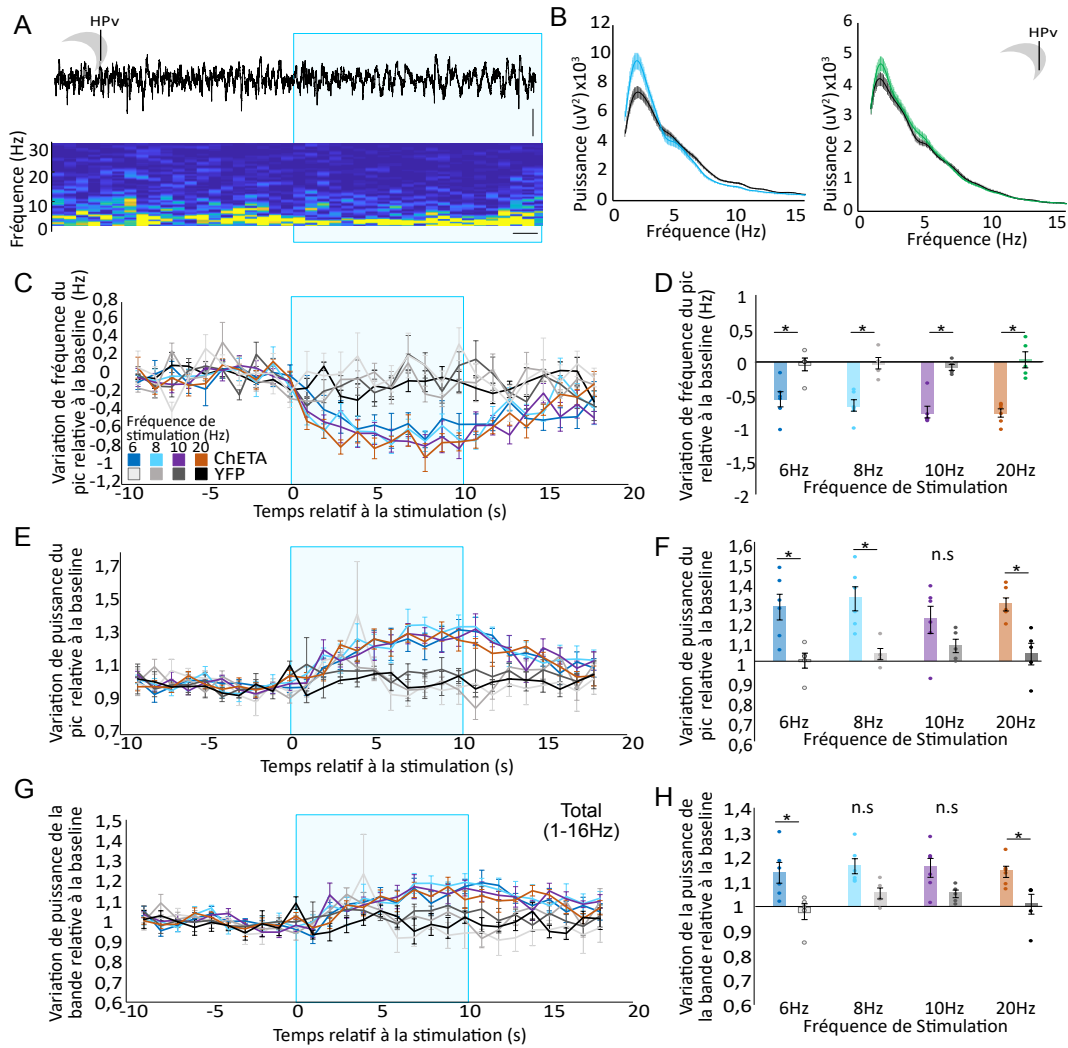 A
HPv
Fréquence (Hz)
30
20
10
0
B
HPv
Puissance (uV²) x10³
10
8
6
4
2
0
0
5
10
15
Fréquence (Hz)
Puissance (uV²) x10³
6
5
4
3
2
1
0
0
5
10
15
Fréquence (Hz)
C
Variation de fréquence du
pic relative à la baseline (Hz)
0,8
0,6
0,4
0,2
0
-0,2
-0,4
-0,6
-0,8
-1
-1,2
Fréquence de
stimulation (Hz)
6 8 10 20
ChETA
YFP
-10
-5
0
5
10
15
20
Temps relatif à la stimulation (s)
D
Variation de fréquence du pic
relative à la baseline (Hz)
1
0,5
0
-0,5
-1
-1,5
-2
* * * *
6Hz 8Hz 10Hz 20Hz
Fréquence de Stimulation
E
Variation de puissance du
pic relative à la baseline
1,7
1,5
1,3
1,1
0,9
0,7
-10
-5
0
5
10
15
20
Temps relatif à la stimulation (s)
F
Variation de puissance du
pic relative à la baseline
1,6
1,5
1,4
1,3
1,2
1,1
1
0,9
0,8
0,7
0,6
* * n.s *
6Hz 8Hz 10Hz 20Hz
Fréquence de Stimulation
G
Total
(1-16Hz)
Variation de puissance de la
bande relative à la baseline
1,5
1,4
1,3
1,2
1,1
1
0,9
0,8
0,7
0,6
-10
-5
0
5
10
15
20
Temps relatif à la stimulation (s)
H
Variation de la puissance de
la bande relative à la baseline
1,4
1,3
1,2
1,1
1
0,9
0,8
0,7
0,6
* n.s n.s *
6Hz 8Hz 10Hz 20Hz
Fréquence de Stimulation